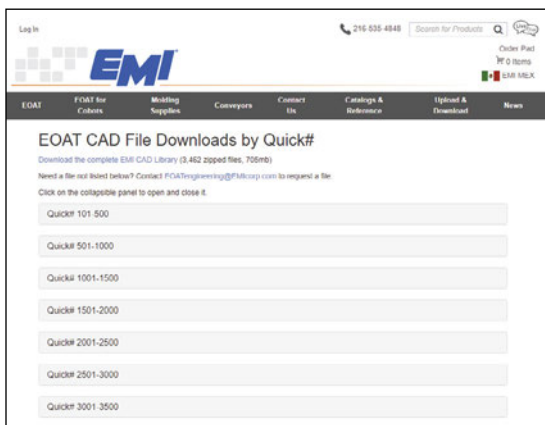 Log In
216-535-4848
Search for Products
Live Chat
Order Pad
0 Items
EMI MEX
EMI
EOAT
EOAT for Cobots
Molding Supplies
Conveyors
Contact Us
Catalogs & Reference
Upload & Download
News
EOAT CAD File Downloads by Quick#
Download the complete EMI CAD Library (3,462 zipped files, 705mb)
Need a file not listed below? Contact EOATengineering@EMIcorp.com to request a file
Click on the collapsible panel to open and close it.
Quick# 101-500
Quick# 501-1000
Quick# 1001-1500
Quick# 1501-2000
Quick# 2001-2500
Quick# 2501-3000
Quick# 3001-3500